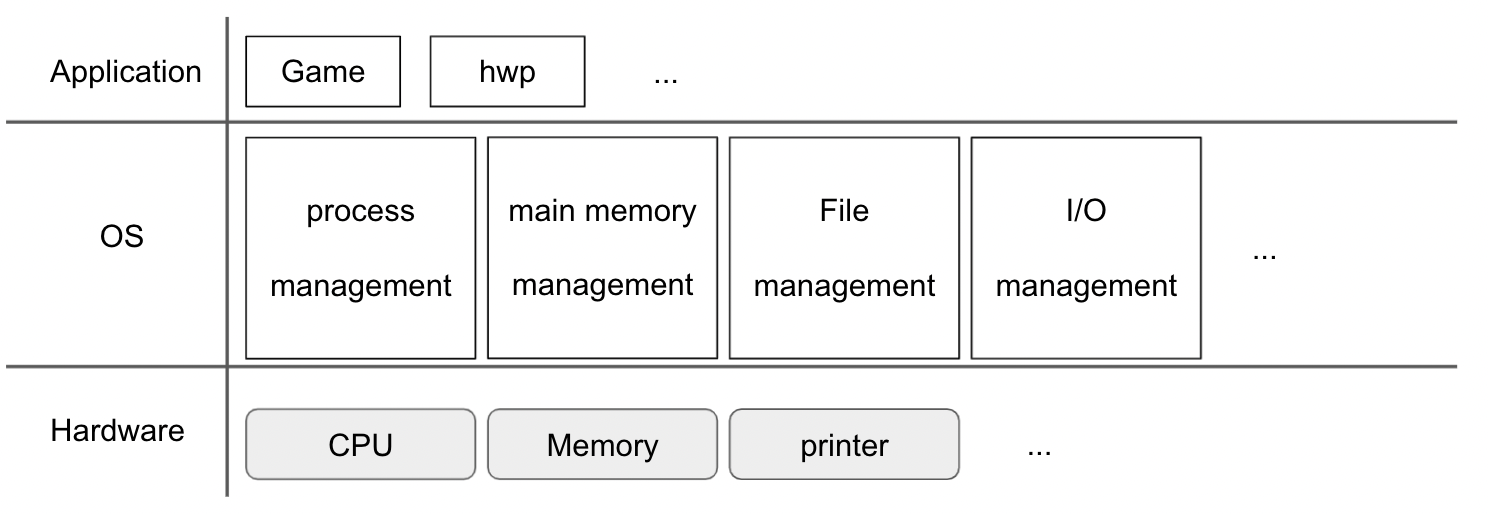 Application
Game
hwp
...
OS
process
management
main memory
management
File
management
I/O
management
...
Hardware
CPU
Memory
printer
...